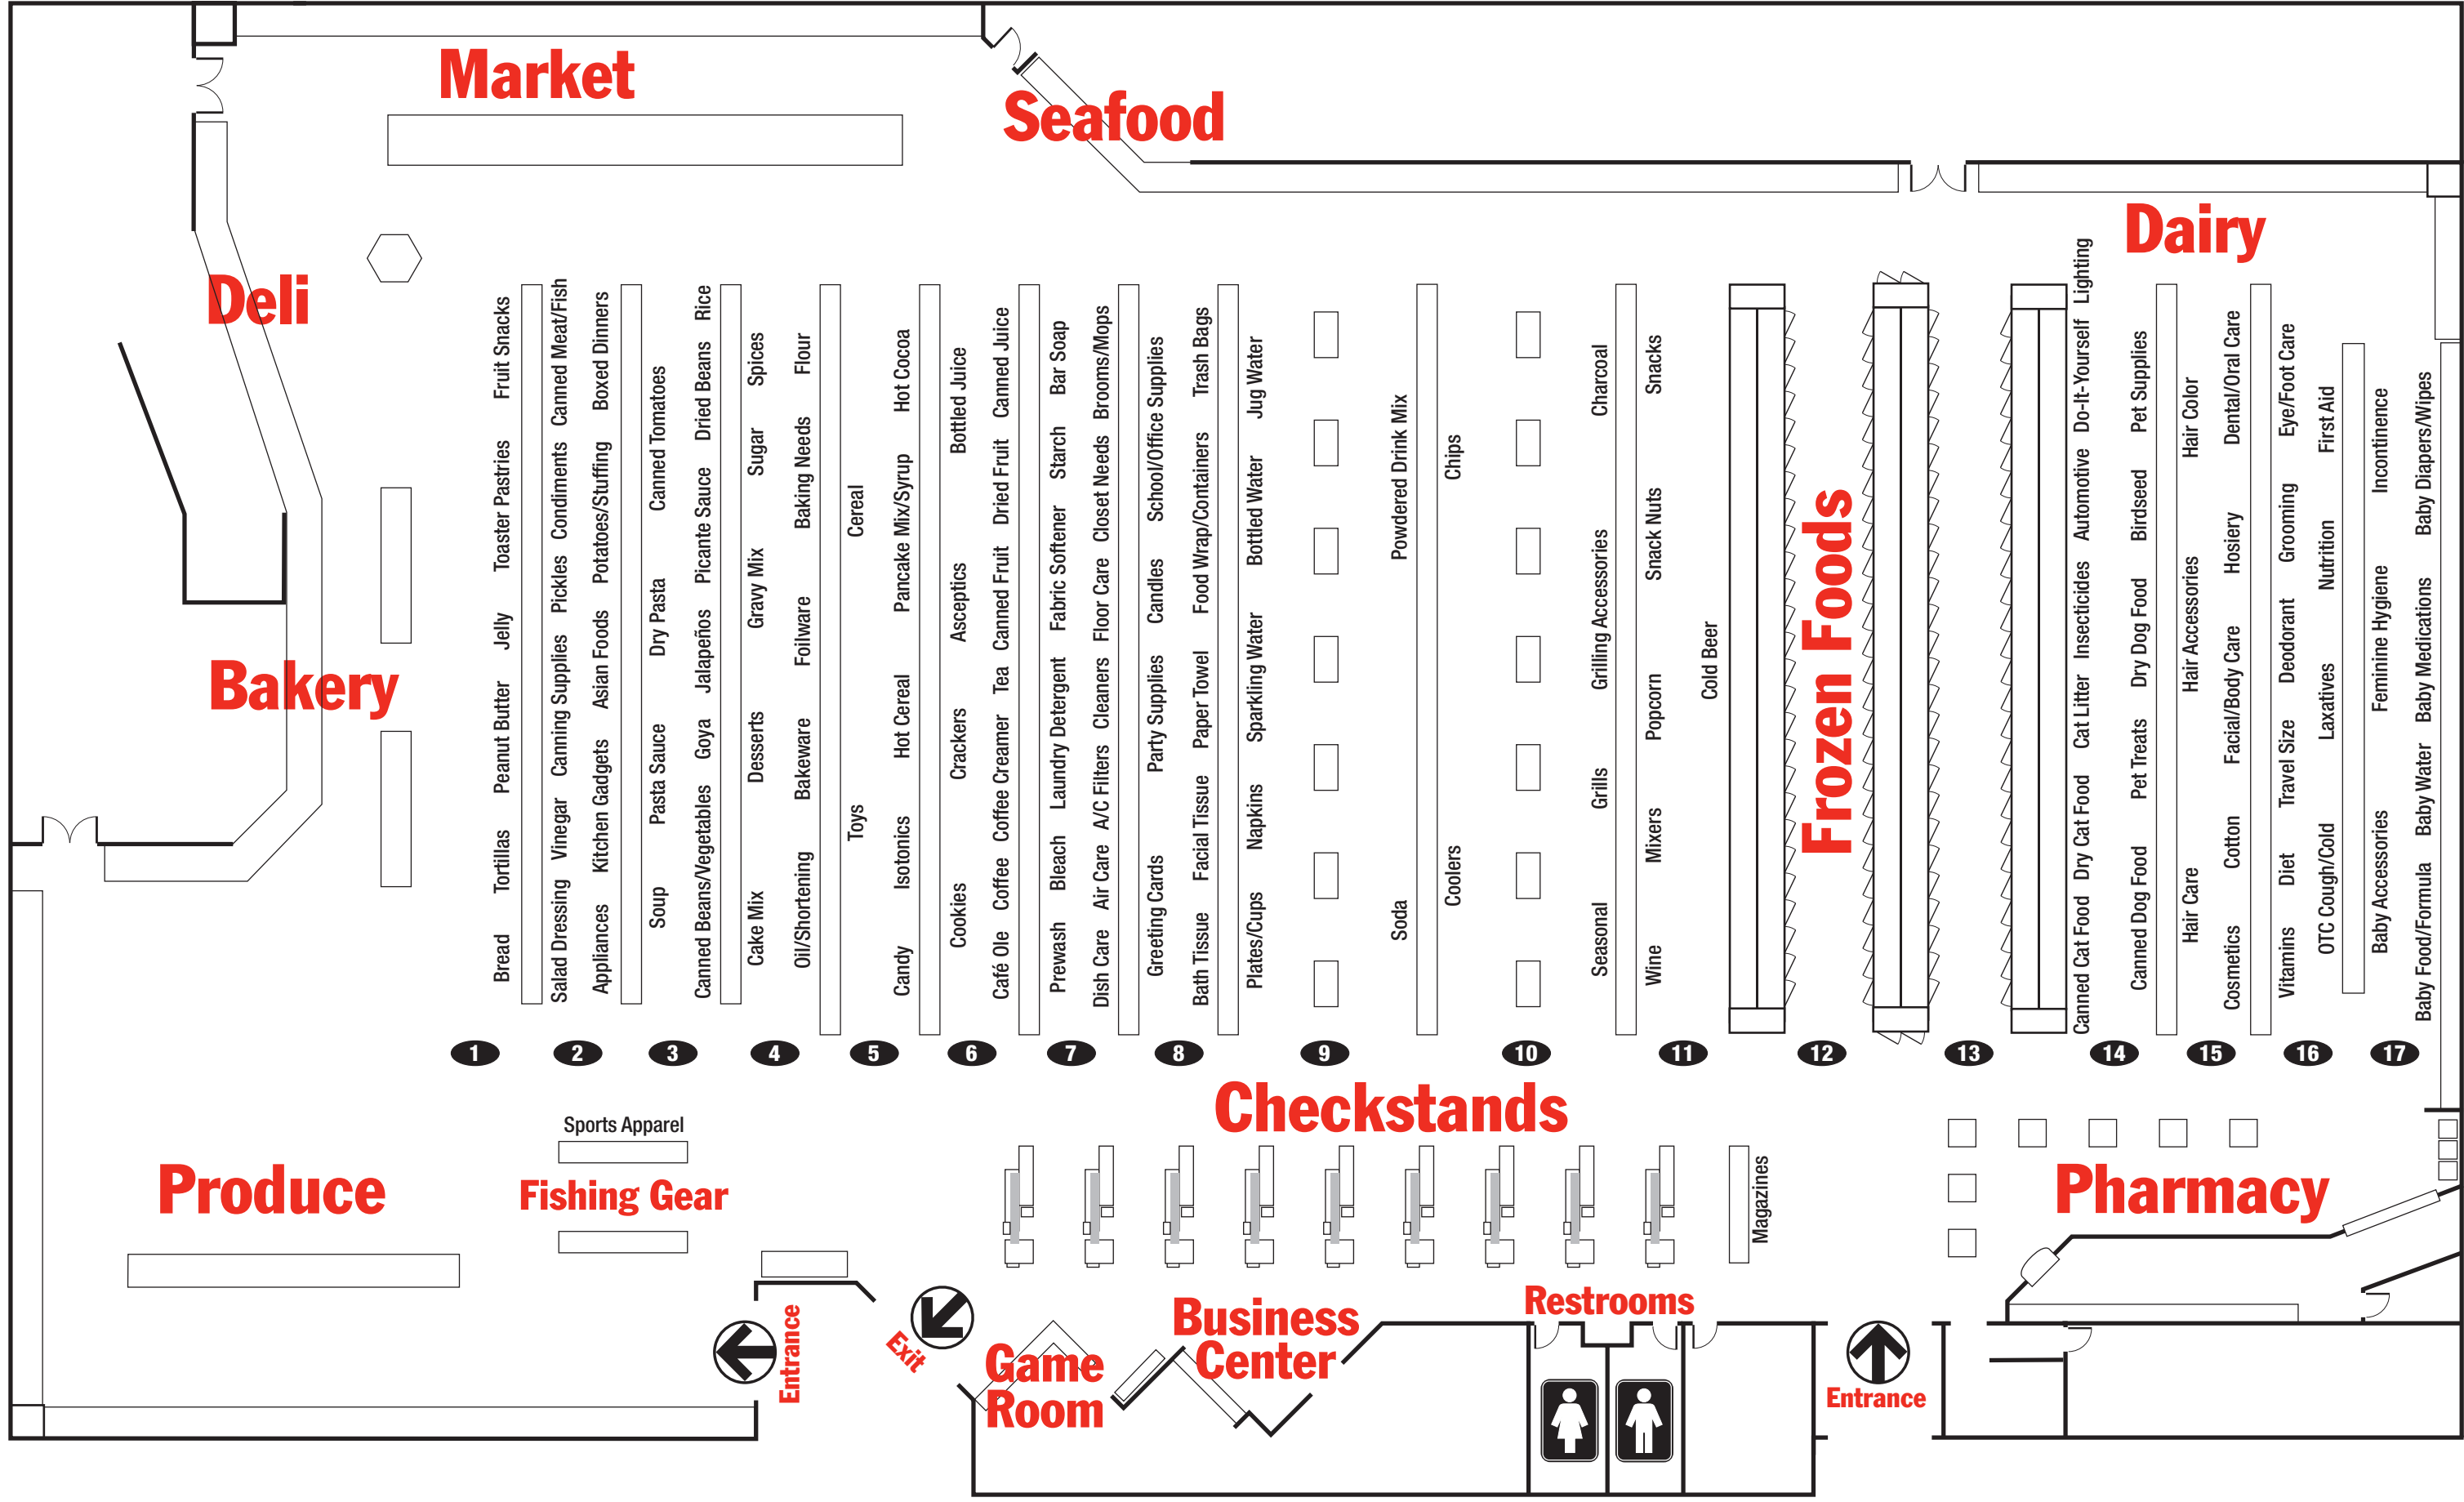 Market
Seafood
Dairy
Deli
Bakery
Fruit Snacks
Toaster Pastries
Jelly
Peanut Butter
Tortillas
Bread
Canned Meat/Fish
Condiments
Pickles
Canning Supplies
Vinegar
Salad Dressing
Boxed Dinners
Potatoes/Stuffing
Asian Foods
Kitchen Gadgets
Appliances
Canned Tomatoes
Dry Pasta
Pasta Sauce
Soup
Rice
Dried Beans
Picante Sauce
Jalapeños
Goya
Canned Beans/Vegetables
Spices
Sugar
Gravy Mix
Desserts
Cake Mix
Flour
Baking Needs
Foilware
Bakeware
Oil/Shortening
Cereal
Toys
Hot Cocoa
Pancake Mix/Syrup
Hot Cereal
Isotonics
Candy
Bottled Juice
Asceptics
Crackers
Cookies
Canned Juice
Dried Fruit
Canned Fruit
Tea
Coffee Creamer
Coffee
Café Ole
Bar Soap
Starch
Fabric Softener
Laundry Detergent
Bleach
Prewash
Brooms/Mops
Closet Needs
Floor Care
Cleaners
A/C Filters
Air Care
Dish Care
School/Office Supplies
Candles
Party Supplies
Greeting Cards
Trash Bags
Food Wrap/Containers
Paper Towel
Facial Tissue
Bath Tissue
Jug Water
Bottled Water
Sparkling Water
Napkins
Plates/Cups
Powdered Drink Mix
Soda
Chips
Coolers
Charcoal
Grilling Accessories
Grills
Seasonal
Snacks
Snack Nuts
Popcorn
Mixers
Wine
Cold Beer
Frozen Foods
Lighting
Do-It-Yourself
Automotive
Insecticides
Cat Litter
Dry Cat Food
Canned Cat Food
Pet Supplies
Birdseed
Dry Dog Food
Pet Treats
Canned Dog Food
Hair Color
Hair Accessories
Hair Care
Dental/Oral Care
Hosiery
Facial/Body Care
Cotton
Cosmetics
Eye/Foot Care
Grooming
Deodorant
Travel Size
Diet
Vitamins
First Aid
Nutrition
Laxatives
OTC Cough/Cold
Incontinence
Feminine Hygiene
Baby Accessories
Baby Diapers/Wipes
Baby Medications
Baby Water
Baby Food/Formula
1
2
3
4
5
6
7
8
9
10
11
12
13
14
15
16
17
Checkstands
Sports Apparel
Produce
Fishing Gear
Magazines
Pharmacy
Entrance
Exit
Game
Room
Business
Center
Restrooms
Entrance